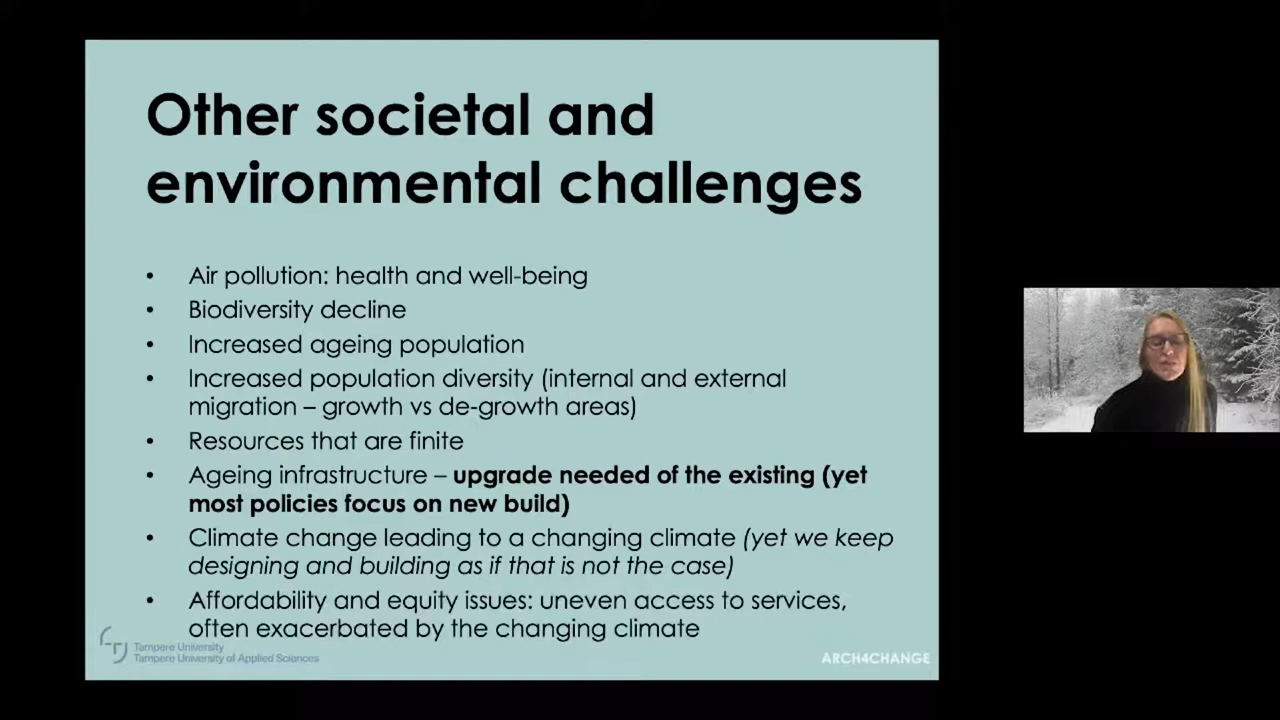 Other societal and
environmental challenges
• Air pollution: health and well-being
• Biodiversity decline
• Increased ageing population
• Increased population diversity (internal and external
migration – growth vs de-growth areas)
• Resources that are finite
• Ageing infrastructure – upgrade needed of the existing (yet
most policies focus on new build)
• Climate change leading to a changing climate (yet we keep
designing and building as if that is not the case)
• Affordability and equity issues: uneven access to services,
often exacerbated by the changing climate
Tampere University
Tampere University of Applied Sciences
ARCH4CHANGE